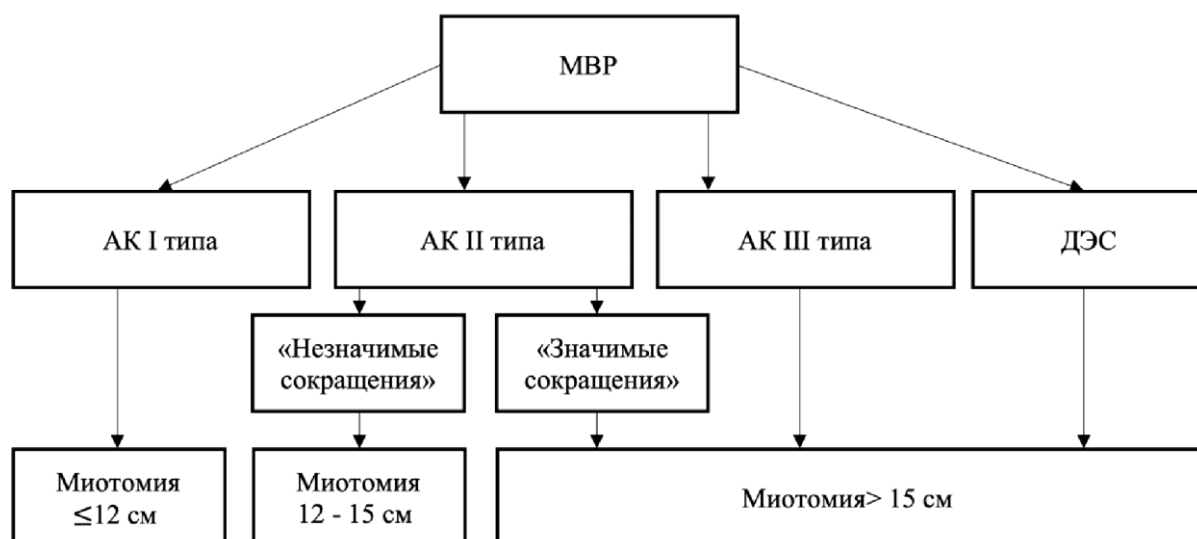 МВР
АК I типа
АК II типа
АК III типа
ДЭС
«Незначимые
сокращения»
«Значимые
сокращения»
Миотомия
≤12 см
Миотомия
12 - 15 см
Миотомия> 15 см